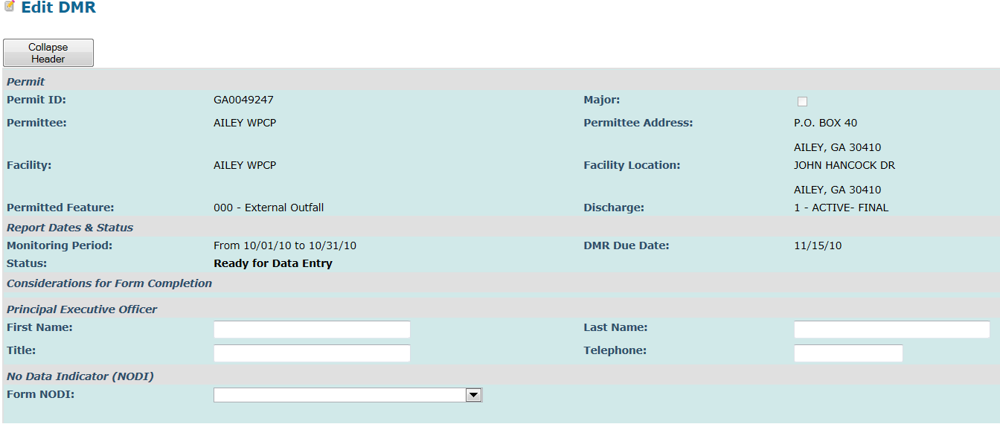 Edit DMR
Collapse
Header
Permit
Permit ID: GA0049247 Major:
Permittee: AILEY WPCP Permittee Address: P.O. BOX 40
AILEY, GA 30410
Facility: AILEY WPCP Facility Location: JOHN HANCOCK DR
AILEY, GA 30410
Permitted Feature: 000 - External Outfall Discharge: 1 - ACTIVE- FINAL
Report Dates & Status
Monitoring Period: From 10/01/10 to 10/31/10 DMR Due Date: 11/15/10
Status: Ready for Data Entry
Considerations for Form Completion
Principal Executive Officer
First Name: Last Name:
Title: Telephone:
No Data Indicator (NODI)
Form NODI: